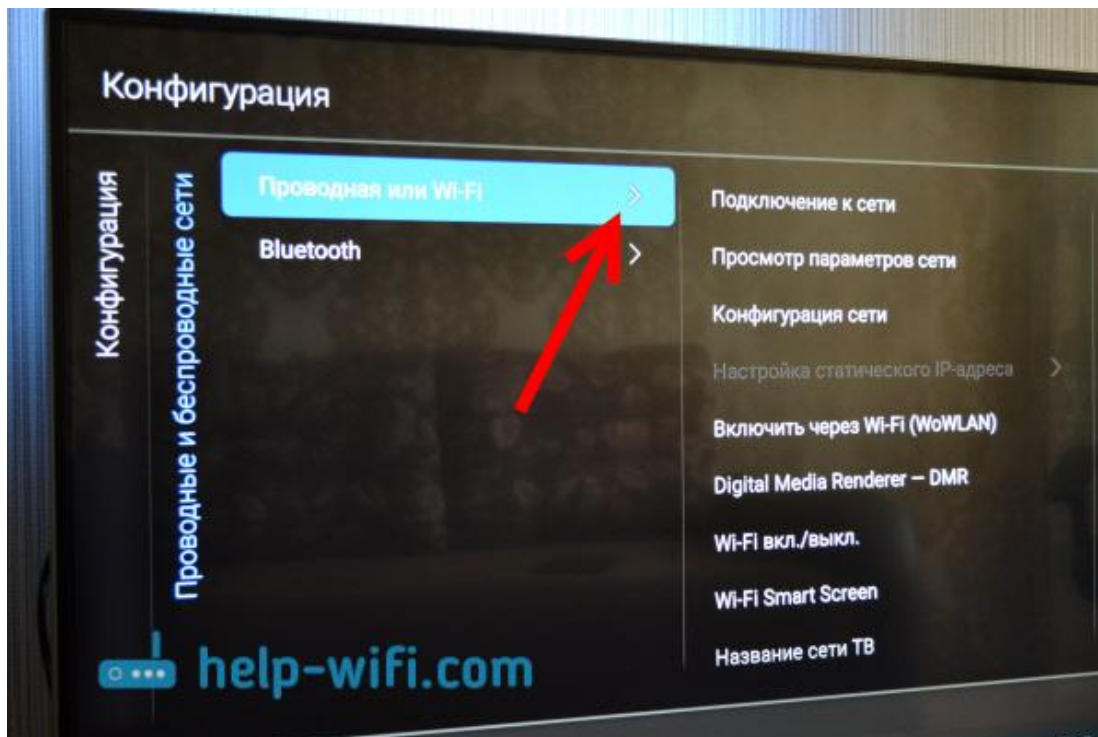 Конфигурация
Конфигурация
Проводные и беспроводные сети
Проводная или Wi-Fi
Bluetooth
Подключение к сети
Просмотр параметров сети
Конфигурация сети
Настройка статического IP-адреса
Включить через Wi-Fi (WoWLAN)
Digital Media Renderer – DMR
Wi-Fi вкл./выкл.
Wi-Fi Smart Screen
Название сети ТВ
help-wifi.com